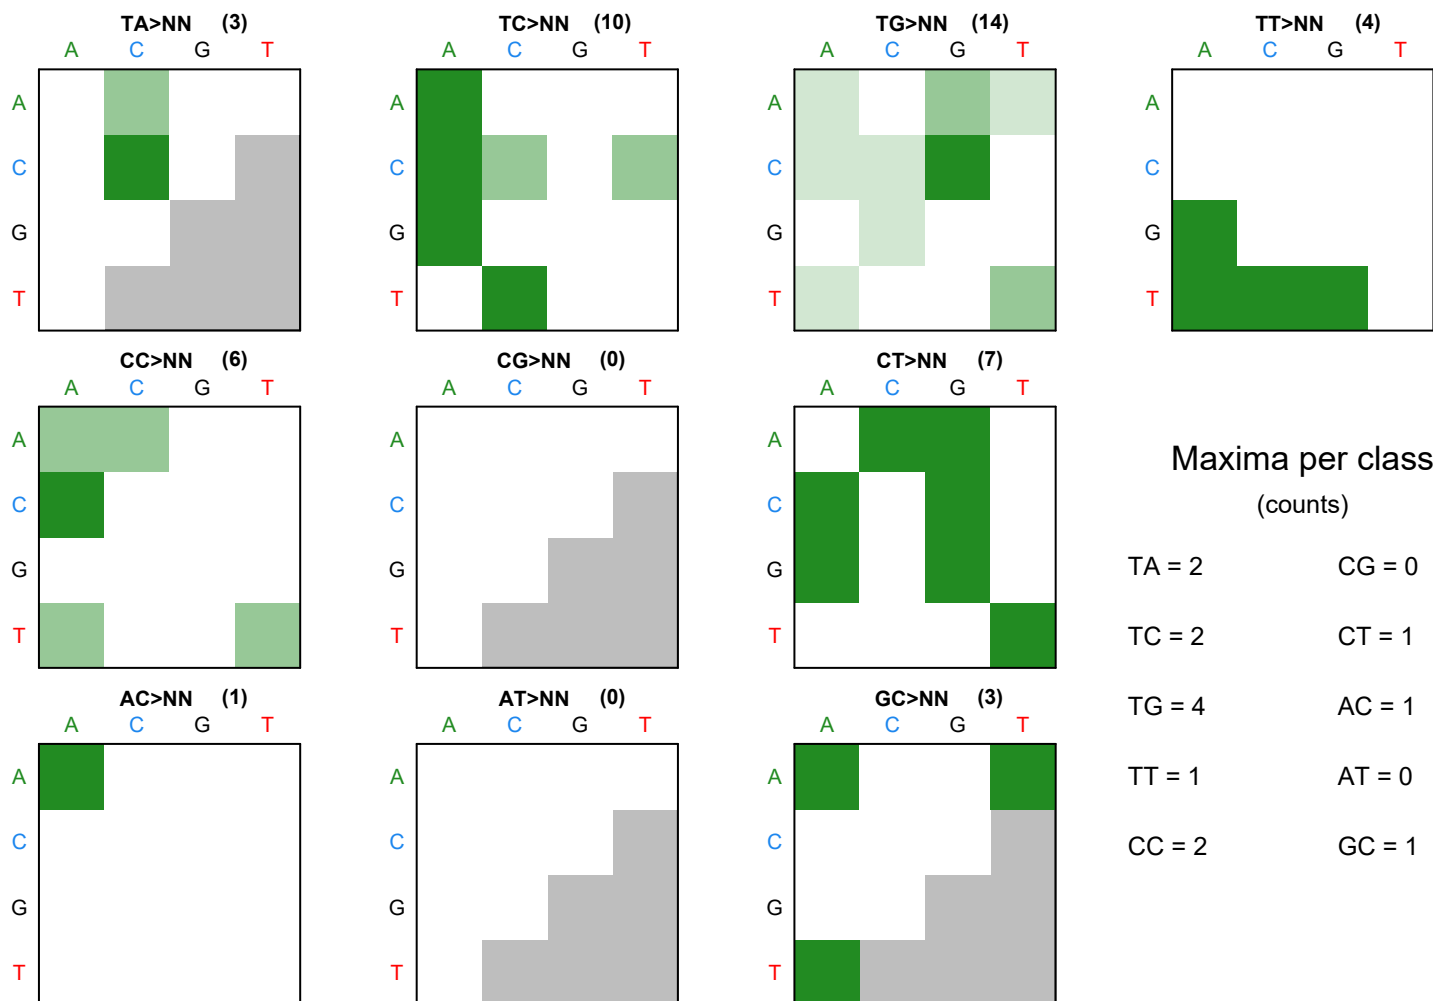 TA>NN (3) TC>NN (10) TG>NN (14) TT>NN (4)
A C G T A C G T A C G T A C G T
A A A A
C C C C
G G G G
T T T T
CC>NN (6) CG>NN (0) CT>NN (7)
A C G T A C G T A C G T
A A A
C C C
G G G
T T T
Maxima per class
(counts)
TA = 2 CG = 0
TC = 2 CT = 1
TG = 4 AC = 1
TT = 1 AT = 0
CC = 2 GC = 1
AC>NN (1) AT>NN (0) GC>NN (3)
A C G T A C G T A C G T
A A A
C C C
G G G
T T T